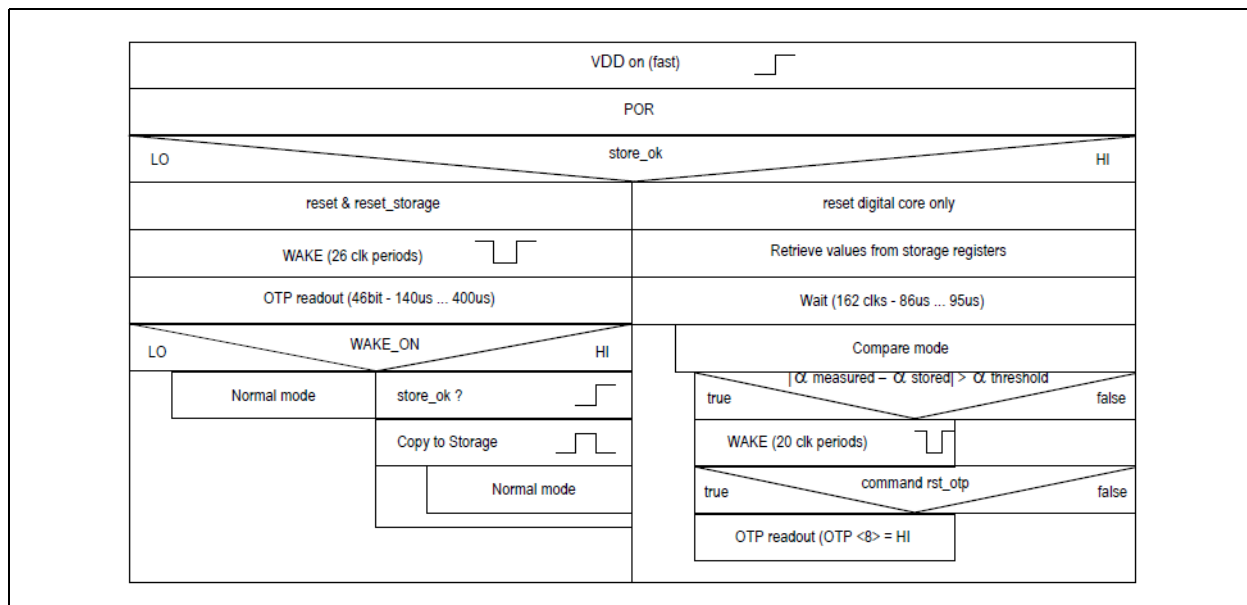 VDD on (fast)
POR
LO
store_ok
HI
reset & reset_storage
reset digital core only
WAKE (26 clk periods)
Retrieve values from storage registers
OTP readout (46bit - 140us ... 400us)
Wait (162 clks - 86us ... 95us)
LO
WAKE_ON
HI
Compare mode
Normal mode
store_ok ?
|α measured – α stored| > α threshold
true
false
Copy to Storage
WAKE (20 clk periods)
Normal mode
true
command rst_otp
false
OTP readout (OTP <8> = HI